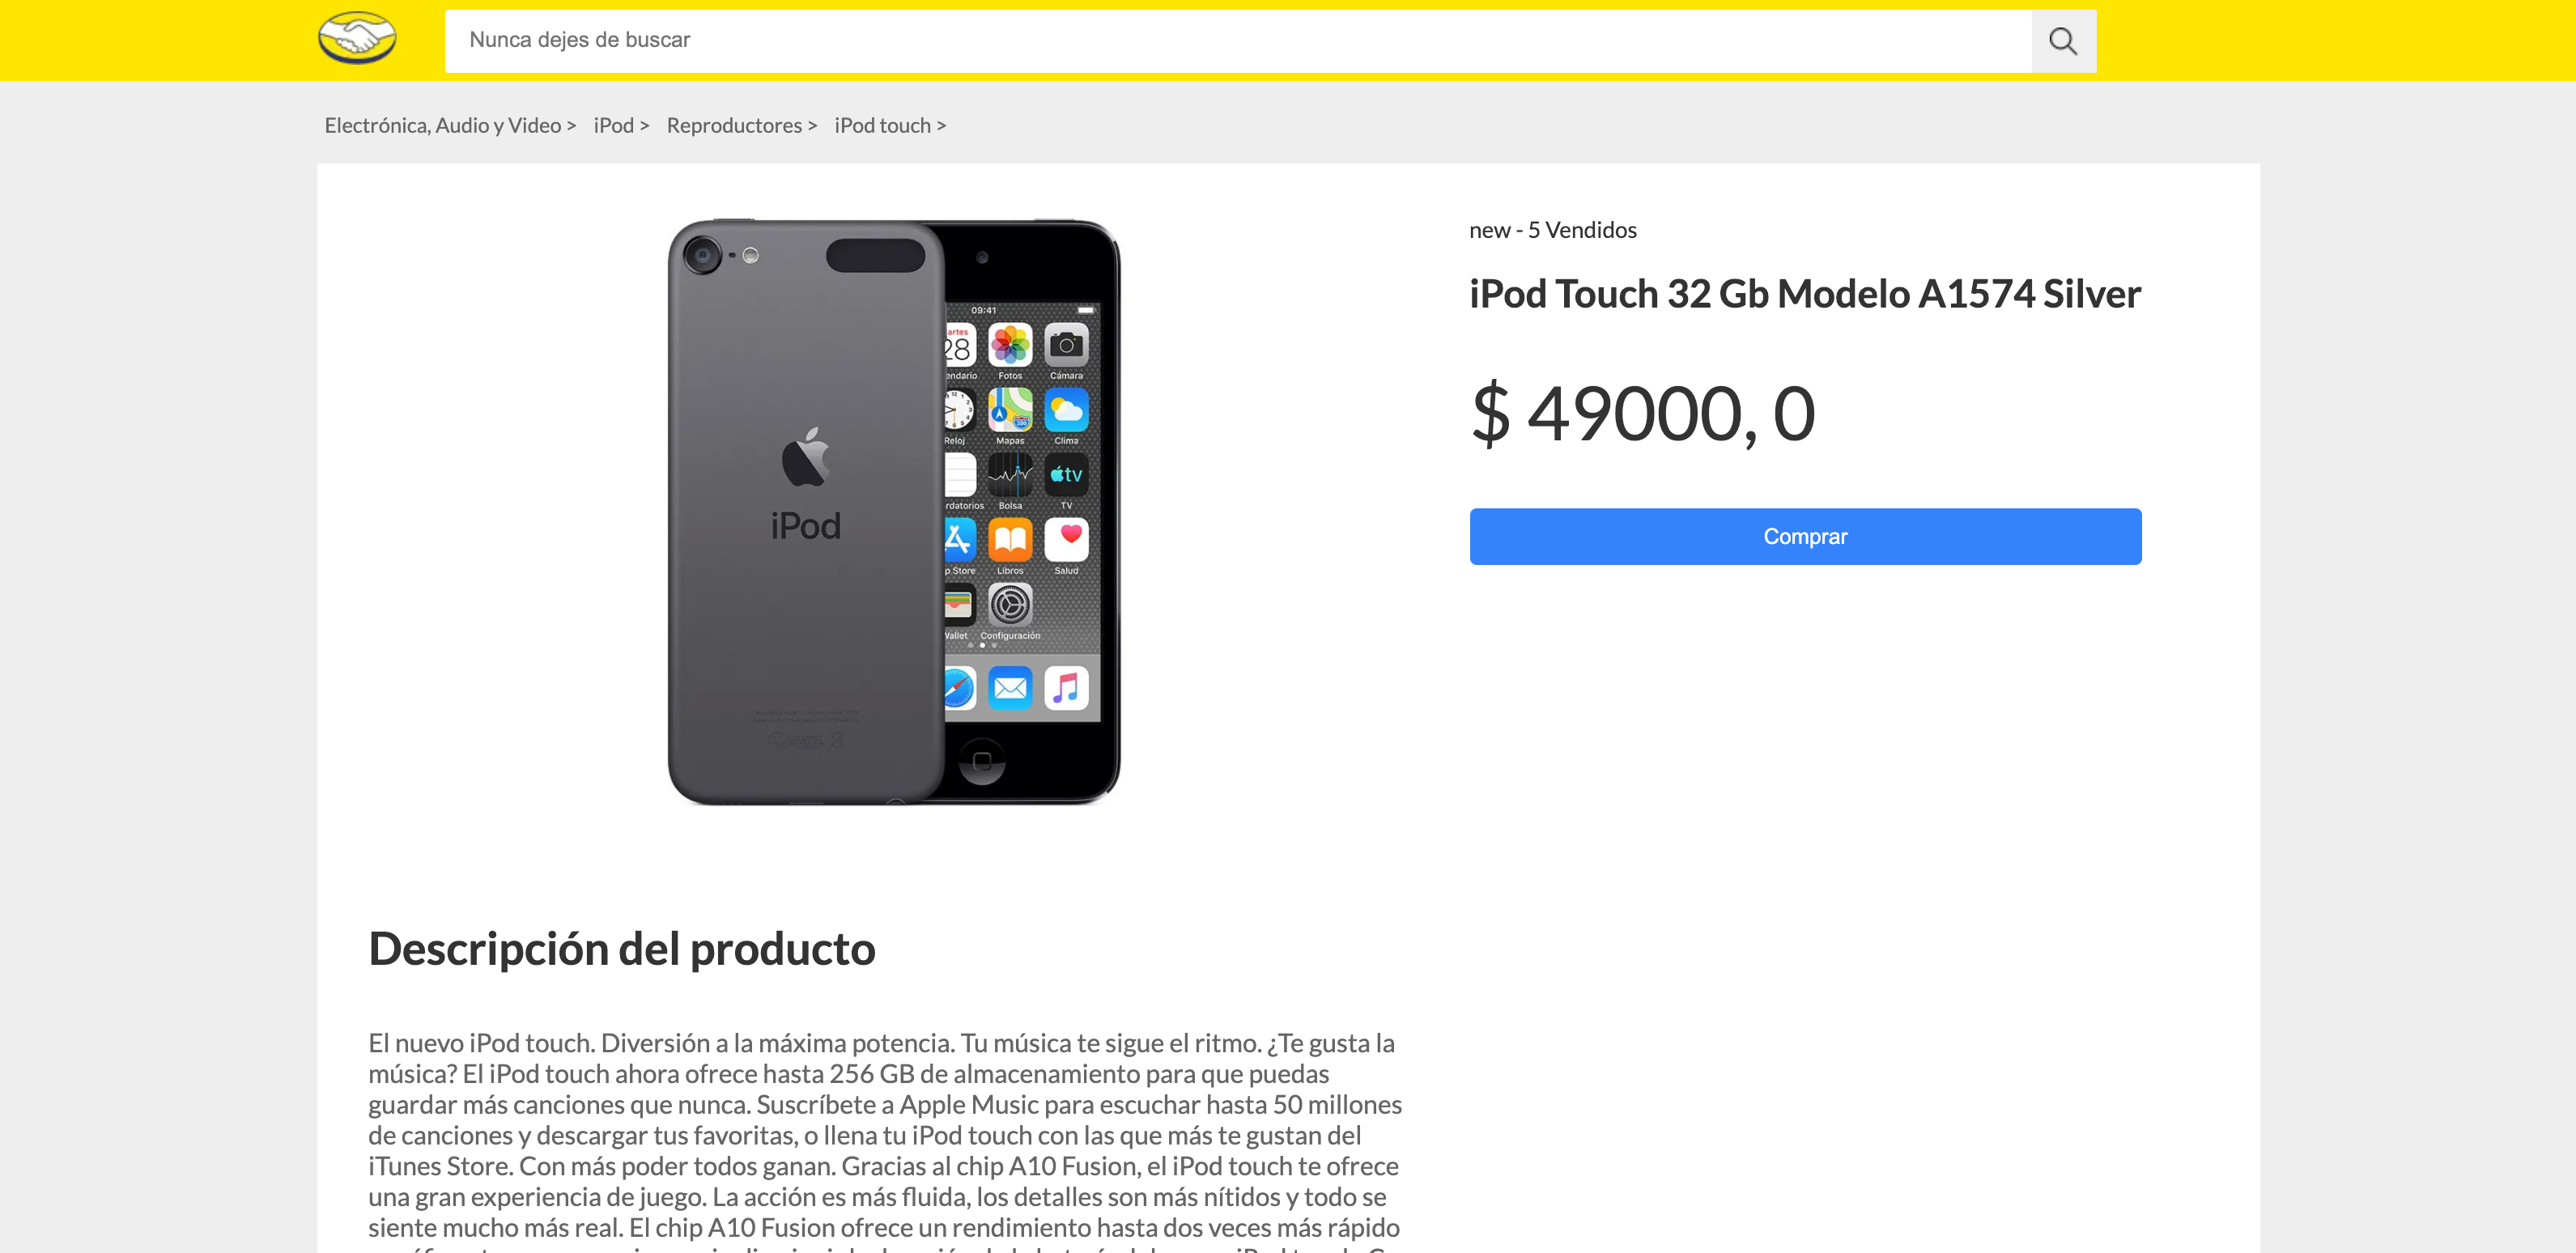 Nunca dejes de buscar
Electrónica, Audio y Video > iPod > Reproductores > iPod touch >
new - 5 Vendidos
iPod Touch 32 Gb Modelo A1574 Silver
$ 49000, 0
Comprar
09:41
artes
28
endario Fotos Cámara
Reloj Mapas Clima
tv
rdatorios Bolsa TV
p Store Libros Salud
Wallet Configuración
iPod
Descripción del producto
El nuevo iPod touch. Diversión a la máxima potencia. Tu música te sigue el ritmo. ¿Te gusta la
música? El iPod touch ahora ofrece hasta 256 GB de almacenamiento para que puedas
guardar más canciones que nunca. Suscríbete a Apple Music para escuchar hasta 50 millones
de canciones y descargar tus favoritas, o llena tu iPod touch con las que más te gustan del
iTunes Store. Con más poder todos ganan. Gracias al chip A10 Fusion, el iPod touch te ofrece
una gran experiencia de juego. La acción es más fluida, los detalles son más nítidos y todo se
siente mucho más real. El chip A10 Fusion ofrece un rendimiento hasta dos veces más rápido